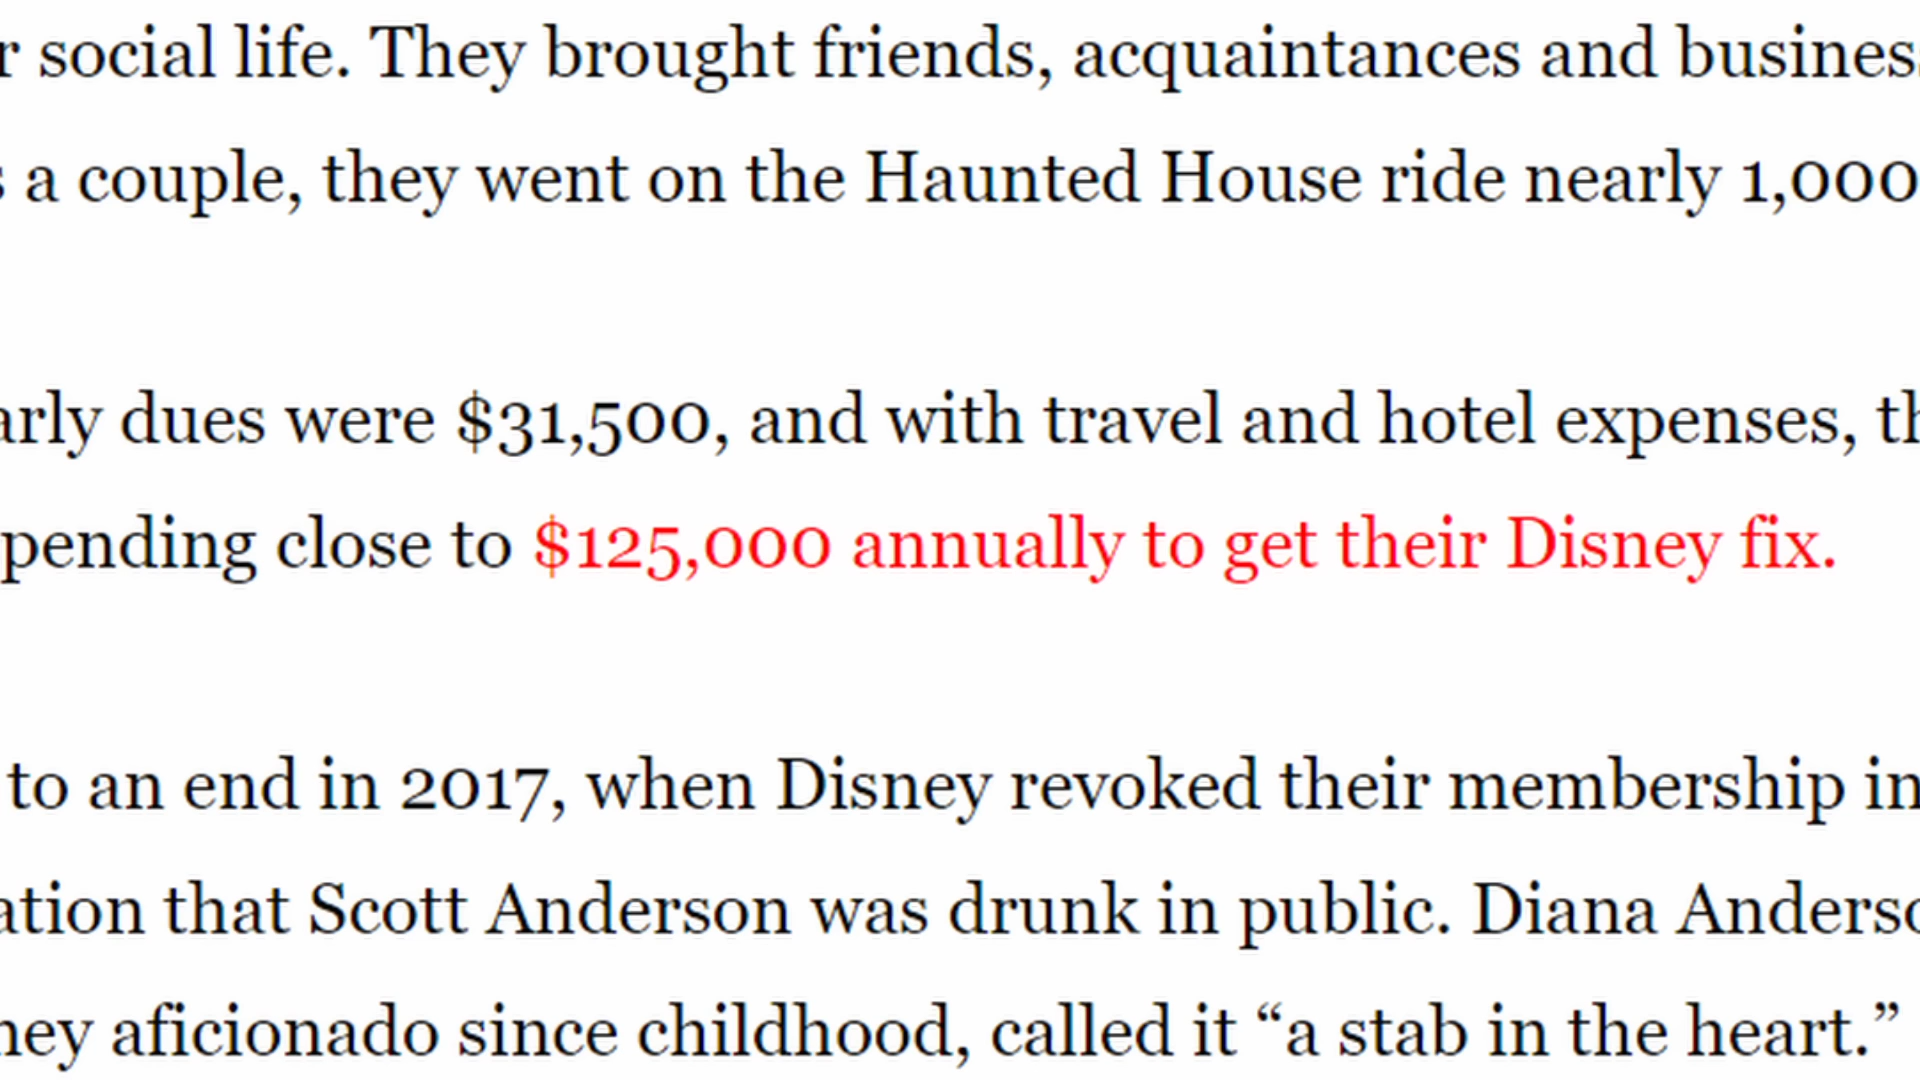 r social life. They brought friends, acquaintances and busines
s a couple, they went on the Haunted House ride nearly 1,000
arly dues were $31,500, and with travel and hotel expenses, th
pending close to $125,000 annually to get their Disney fix.
to an end in 2017, when Disney revoked their membership in
ation that Scott Anderson was drunk in public. Diana Anderso
ney aficionado since childhood, called it “a stab in the heart.”